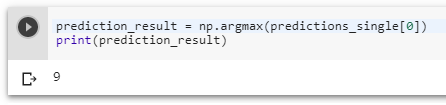 prediction_result = np.argmax(predictions_single[0])
print(prediction_result)
9